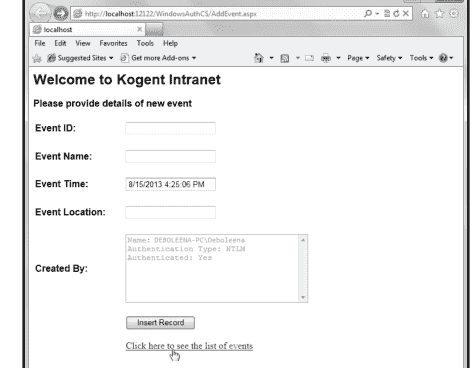 http://localhost:12122/WindowsAuthCS/AddEvent.aspx
localhost
File Edit View Favorites Tools Help
Suggested Sites Get more Add-ons Page Safety Tools
Welcome to Kogent Intranet
Please provide details of new event
Event ID:
Event Name:
Event Time: 8/15/2013 4:25:06 PM
Event Location:
Name: DEBOLEENA-PC\Deboleena
Authentication Type: NTLM
Authenticated: Yes
Created By:
Insert Record
Click here to see the list of events